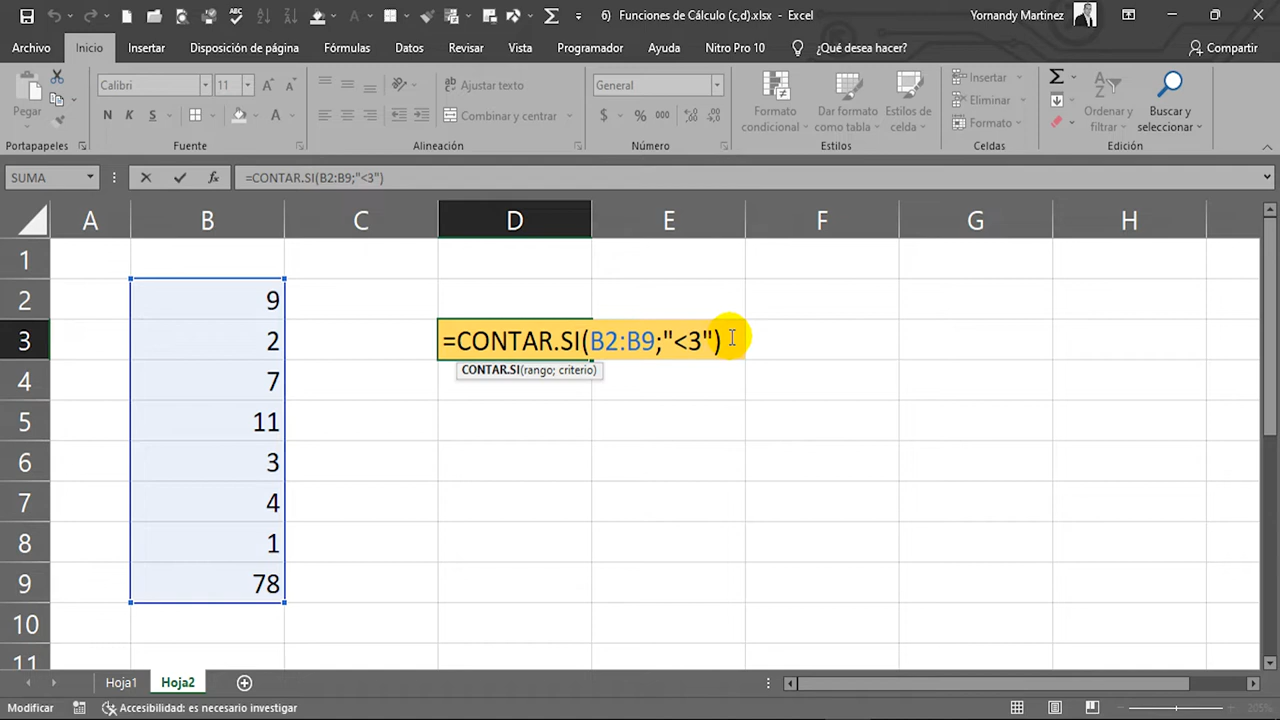 6) Funciones de Cálculo (c,d).xlsx - Excel
Yornandy Martinez
Archivo Inicio Insertar Disposición de página Fórmulas Datos Revisar Vista Programador Ayuda Nitro Pro 10 ¿Qué desea hacer? Compartir
Pegar
Calibri 11
N K S
Ajustar texto
Combinar y centrar
General
$ % 000
Formato condicional
Dar formato como tabla
Estilos de celda
Insertar
Eliminar
Formato
Ordenar y filtrar
Buscar y seleccionar
Portapapeles Fuente Alineación Número Estilos Celdas Edición
SUMA fx =CONTAR.SI(B2:B9;"<3")
A B C D E F G H
1
2 9
3 2 =CONTAR.SI(B2:B9;"<3")
CONTAR.SI(rango; criterio)
4 7
5 11
6 3
7 4
8 1
9 78
10
11
Hoja1 Hoja2
Modificar Accesibilidad: es necesario investigar 205%